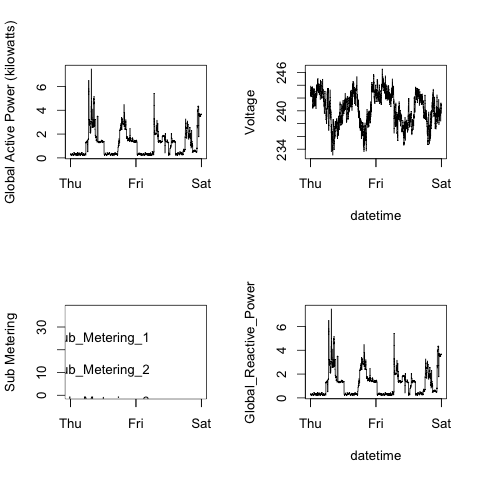 Global Active Power (kilowatts)
6
4
2
0
Thu
Fri
Sat
Voltage
246
240
234
Thu
Fri
Sat
datetime
Sub Metering
30
10
0
ub_Metering_1
ub_Metering_2
Thu
Fri
Sat
Global_Reactive_Power
6
4
2
0
Thu
Fri
Sat
datetime